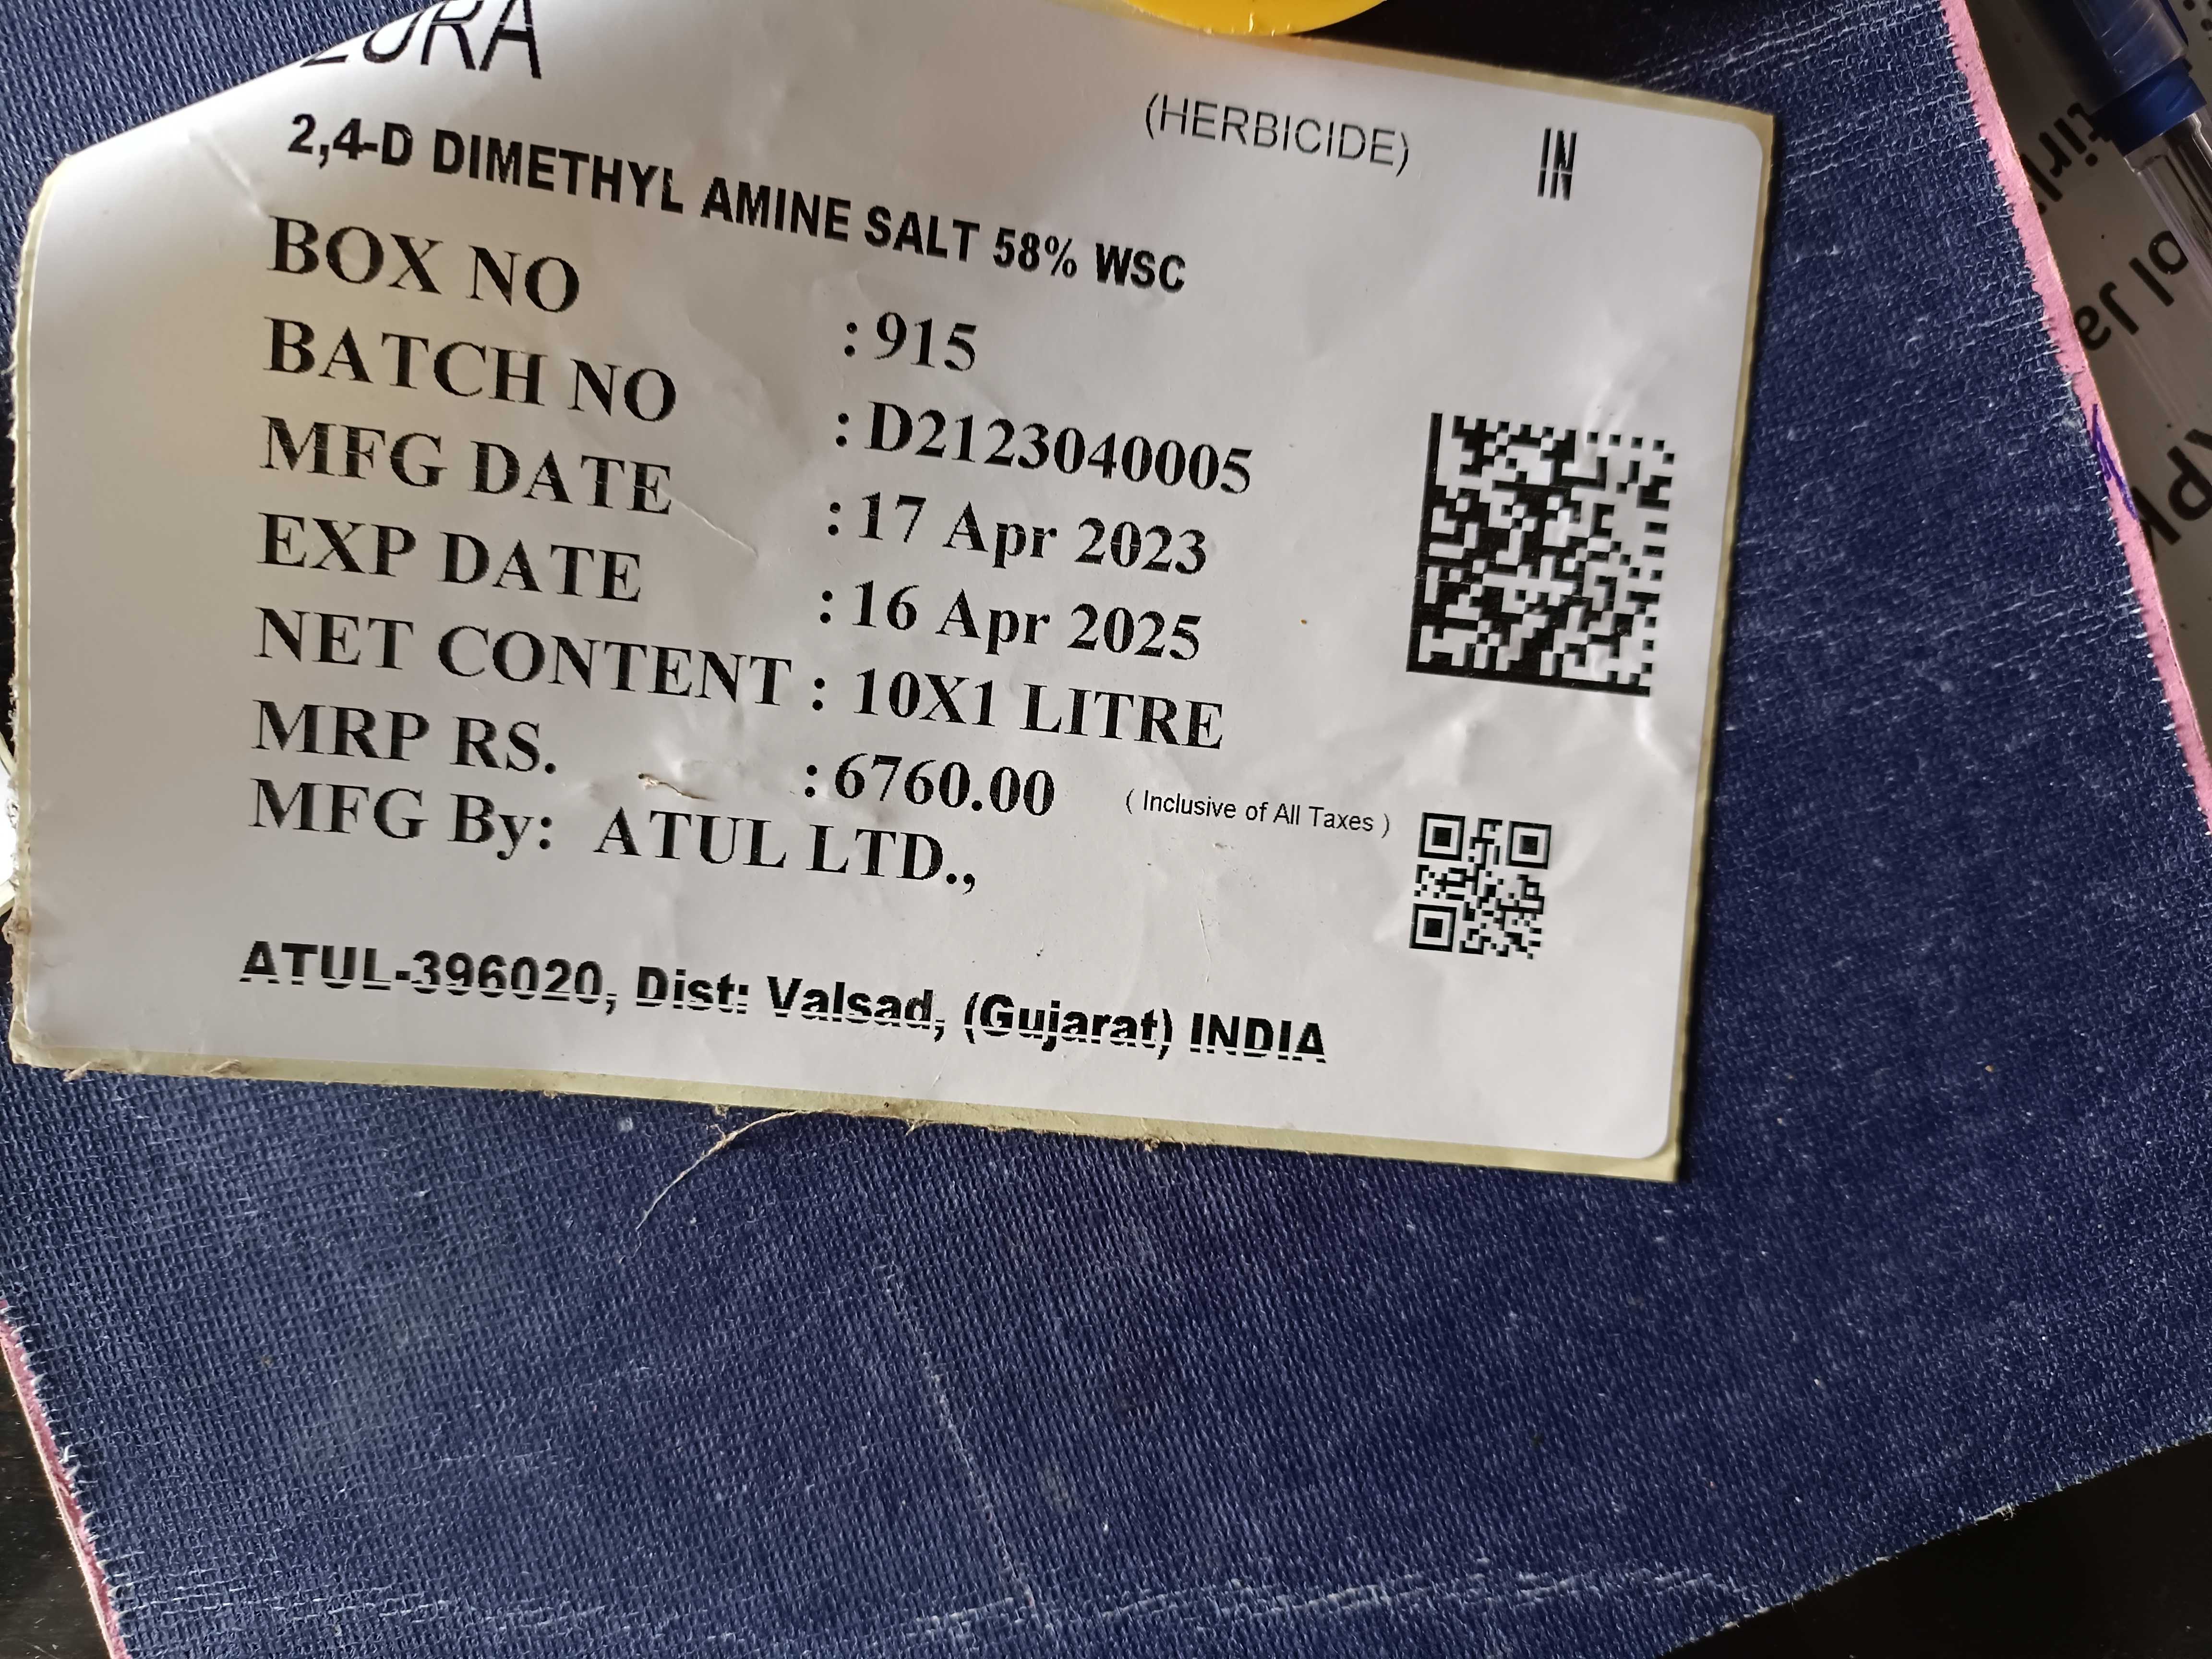 (HERBICIDE)
IN
2,4-D DIMETHYL AMINE SALT 58% WSC
BOX NO : 915
BATCH NO : D2123040005
MFG DATE : 17 Apr 2023
EXP DATE : 16 Apr 2025
NET CONTENT : 10X1 LITRE
MRP RS. : 6760.00 ( Inclusive of All Taxes )
MFG By: ATUL LTD.,
ATUL-396020, Dist: Valsad, (Gujarat) INDIA